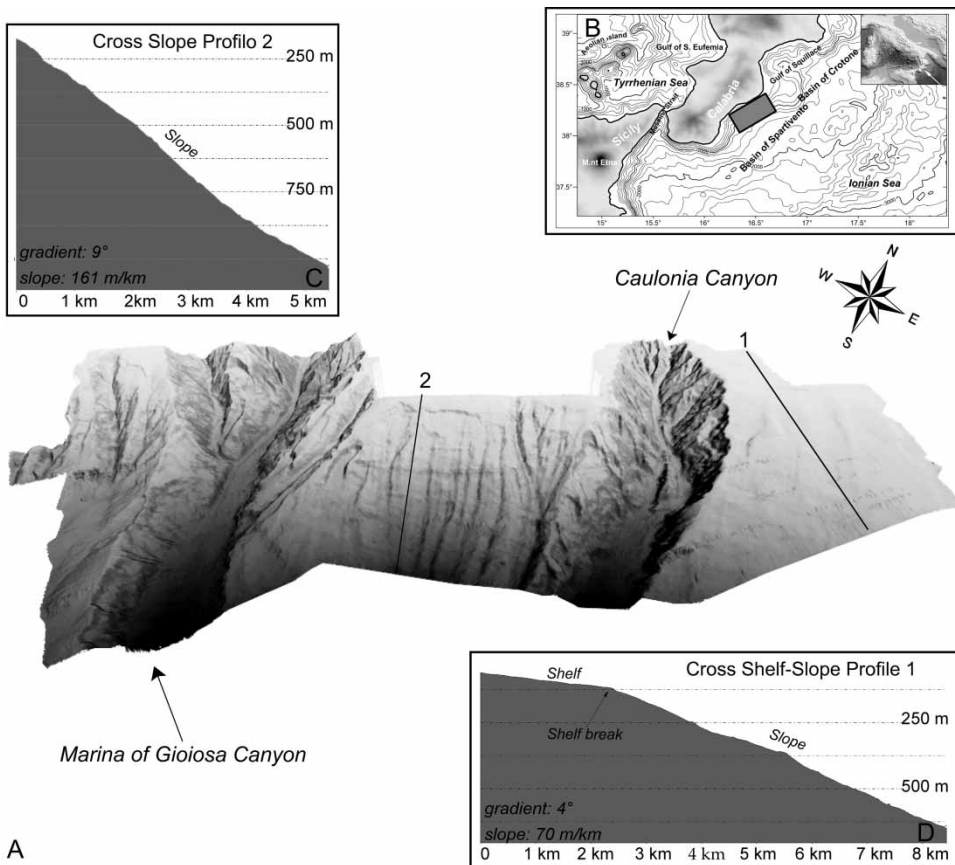 Cross Slope Profilo 2
250 m
500 m
Slope
750 m
gradient: 9°
slope: 161 m/km
C
0 1 km 2km 3 km 4 km 5 km
B
39°
38.5°
38°
37.5°
15° 15.5° 16° 16.5° 17° 17.5° 18°
Aeolian island
Gulf of S. Eufemia
Tyrrhenian Sea
Gulf of Squillace
Basin of Crotone
Calabria
Sicily
Basin of Spartivento
M.nt Etna
Ionian Sea
N
W
E
S
Caulonia Canyon
1
2
Marina of Gioiosa Canyon
Cross Shelf-Slope Profile 1
Shelf
Shelf break
250 m
Slope
500 m
gradient: 4°
slope: 70 m/km
D
0 1 km 2 km 3 km 4 km 5 km 6 km 7 km 8 km
A